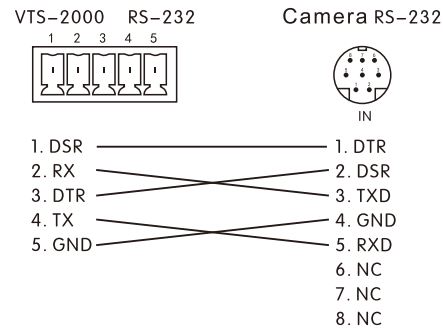 VTS-2000 RS-232
Camera RS-232
1 2 3 4 5
IN
1. DSR
2. RX
3. DTR
4. TX
5. GND
1. DTR
2. DSR
3. TXD
4. GND
5. RXD
6. NC
7. NC
8. NC